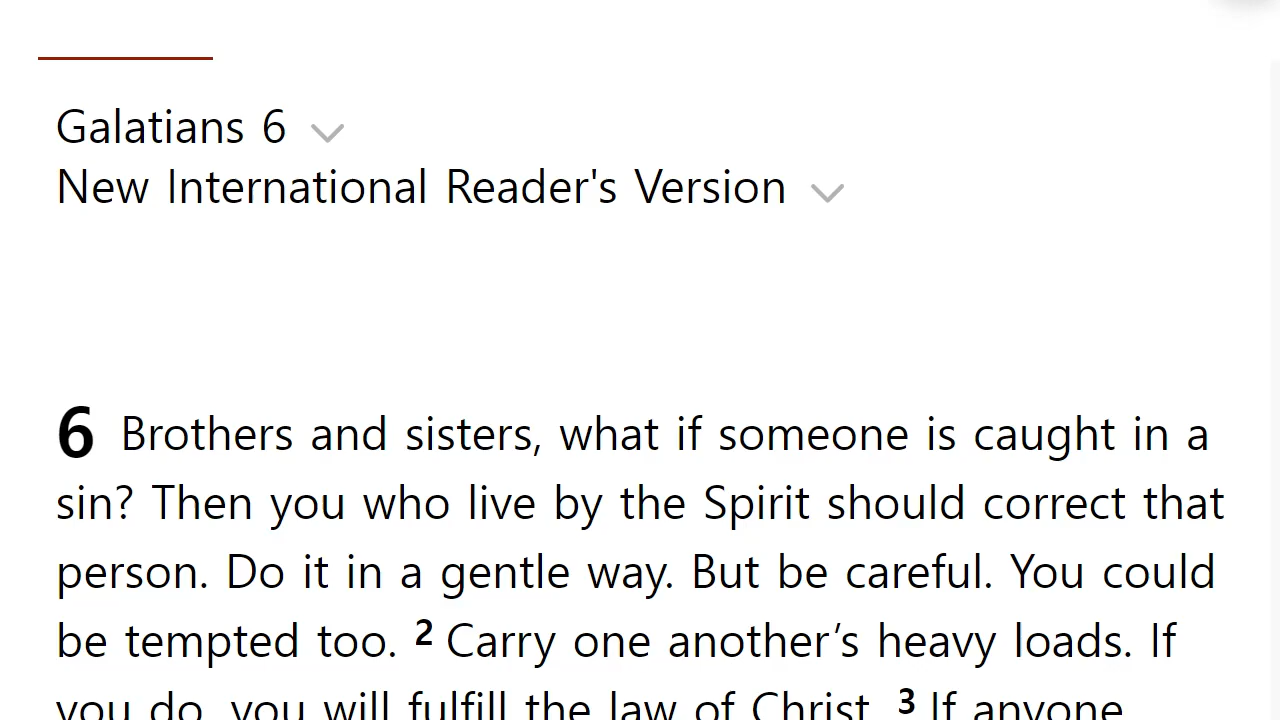 Galatians 6
New International Reader's Version
6 Brothers and sisters, what if someone is caught in a
sin? Then you who live by the Spirit should correct that
person. Do it in a gentle way. But be careful. You could
be tempted too. 2 Carry one another’s heavy loads. If
you do, you will fulfill the law of Christ. 3 If anyone